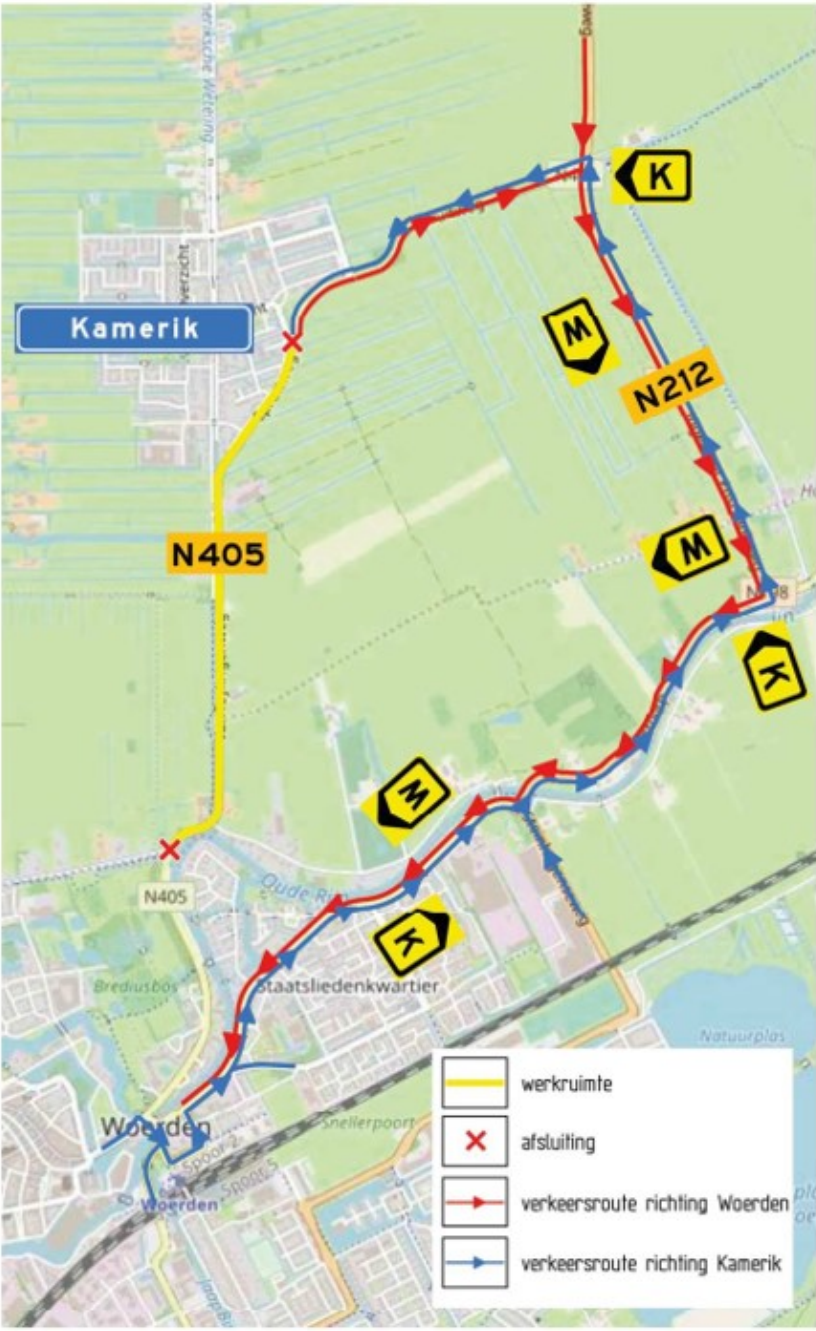 K
Kamerik
W
N212
N405
W
K
W
N405
Oude Rijn
K
Brediusbos
Staatsliedenkwartier
Natuurplas
Woerden
Snellerpoort
Spoor 2
Spoor 5
Woerden
werkruimte
afsluiting
verkeersroute richting Woerden
verkeersroute richting Kamerik